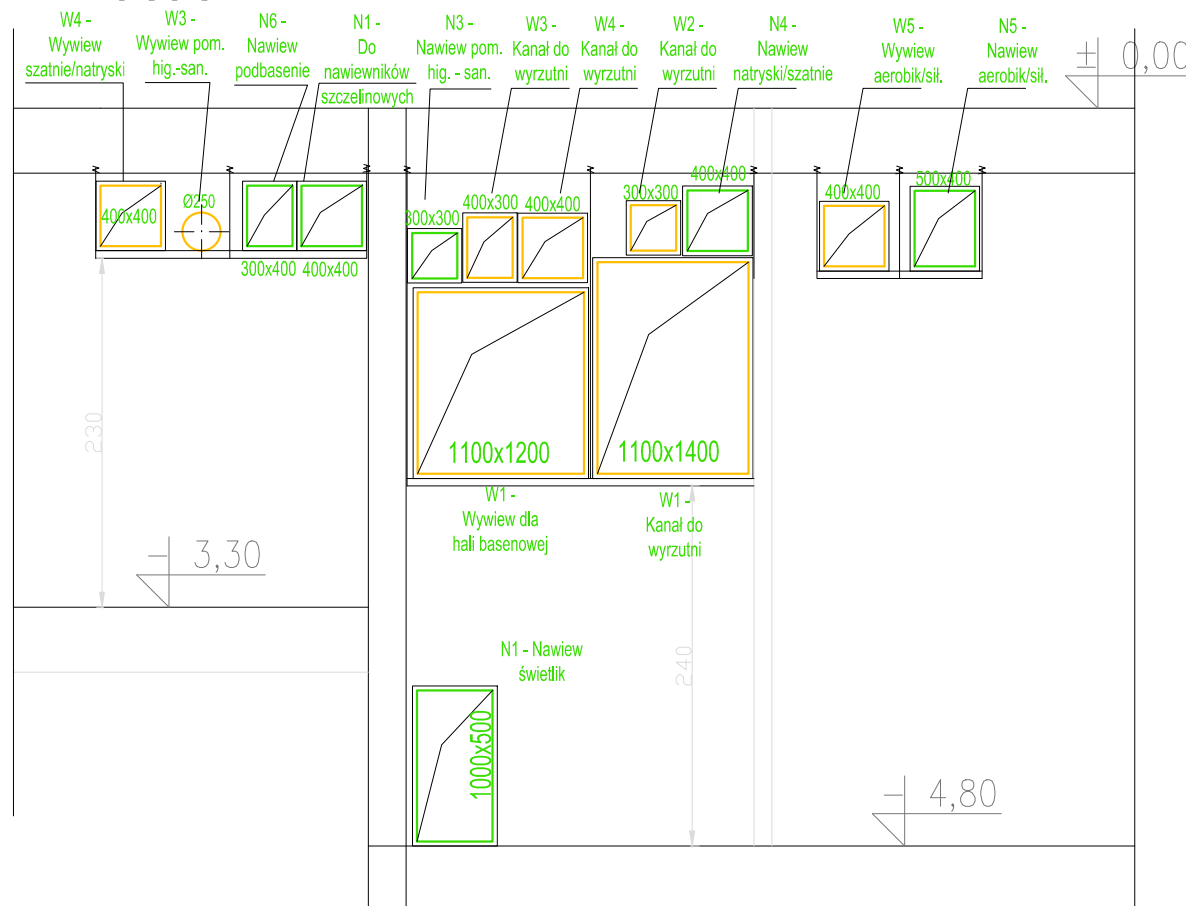 W4 -
Wywiew
szatnie/natryski
W3 -
Wywiew pom.
hig.-san.
N6 -
Nawiew
podbasenie
N1 -
Do
nawiewników
szczelinowych
N3 -
Nawiew pom.
hig. - san.
W3 -
Kanał do
wyrzutni
W4 -
Kanał do
wyrzutni
W2 -
Kanał do
wyrzutni
N4 -
Nawiew
natryski/szatnie
W5 -
Wywiew
aerobik/sił.
N5 -
Nawiew
aerobik/sił.
± 0,00
400x400
Ø250
300x400
400x400
300x300
400x300
400x400
300x300
400x400
400x400
500x400
1100x1200
1100x1400
W1 -
Wywiew dla
hali basenowej
W1 -
Kanał do
wyrzutni
230
- 3,30
N1 - Nawiew
świetlik
240
1000x500
- 4,80